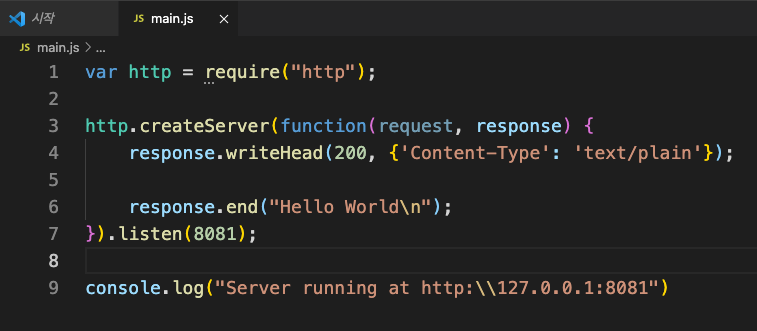 시작
JS main.js ×
JS main.js > ...
1 var http = require("http");
2
3 http.createServer(function(request, response) {
4     response.writeHead(200, {'Content-Type': 'text/plain'});
5
6     response.end("Hello World\n");
7 }).listen(8081);
8
9 console.log("Server running at http:\\127.0.0.1:8081")